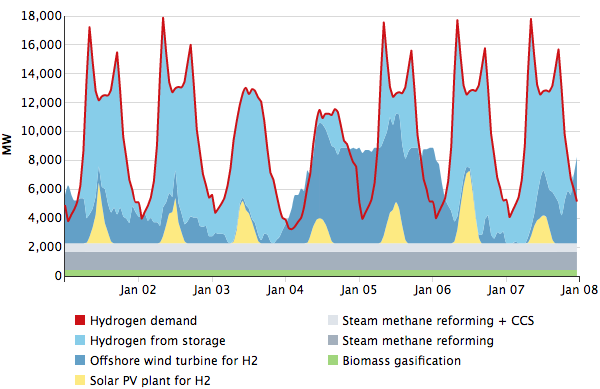 18,000
16,000
14,000
12,000
10,000
8,000
6,000
4,000
2,000
0
MW
Jan 02 Jan 03 Jan 04 Jan 05 Jan 06 Jan 07 Jan 08
Hydrogen demand
Hydrogen from storage
Offshore wind turbine for H2
Solar PV plant for H2
Steam methane reforming + CCS
Steam methane reforming
Biomass gasification